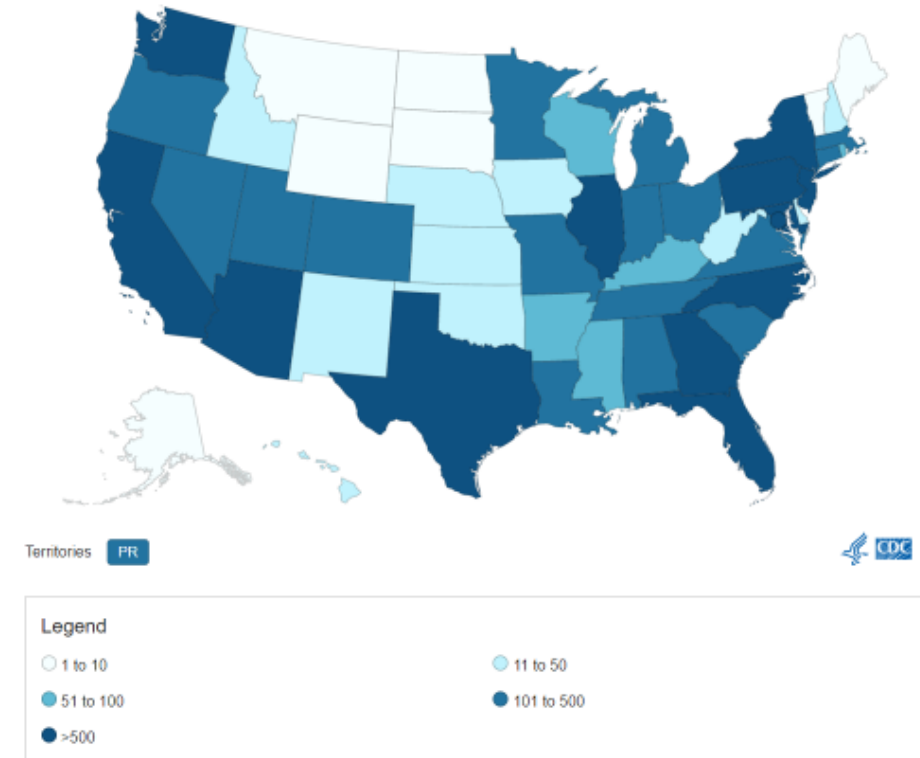 Territories PR
CDC
Legend
1 to 10
11 to 50
51 to 100
101 to 500
>500